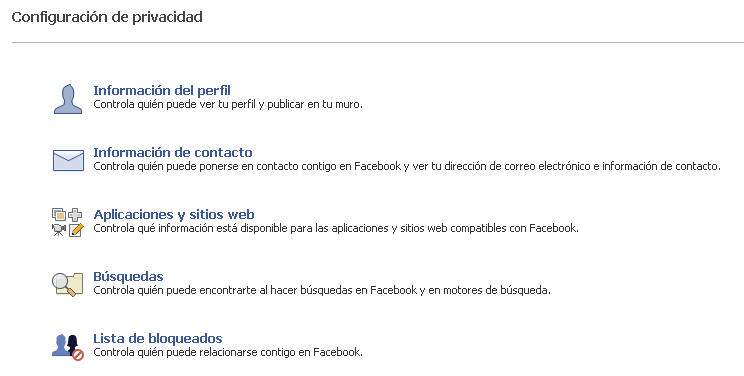 Configuración de privacidad
Información del perfil
Controla quién puede ver tu perfil y publicar en tu muro.
Información de contacto
Controla quién puede ponerse en contacto contigo en Facebook y ver tu dirección de correo electrónico e información de contacto.
Aplicaciones y sitios web
Controla qué información está disponible para las aplicaciones y sitios web compatibles con Facebook.
Búsquedas
Controla quién puede encontrarte al hacer búsquedas en Facebook y en motores de búsqueda.
Lista de bloqueados
Controla quién puede relacionarse contigo en Facebook.